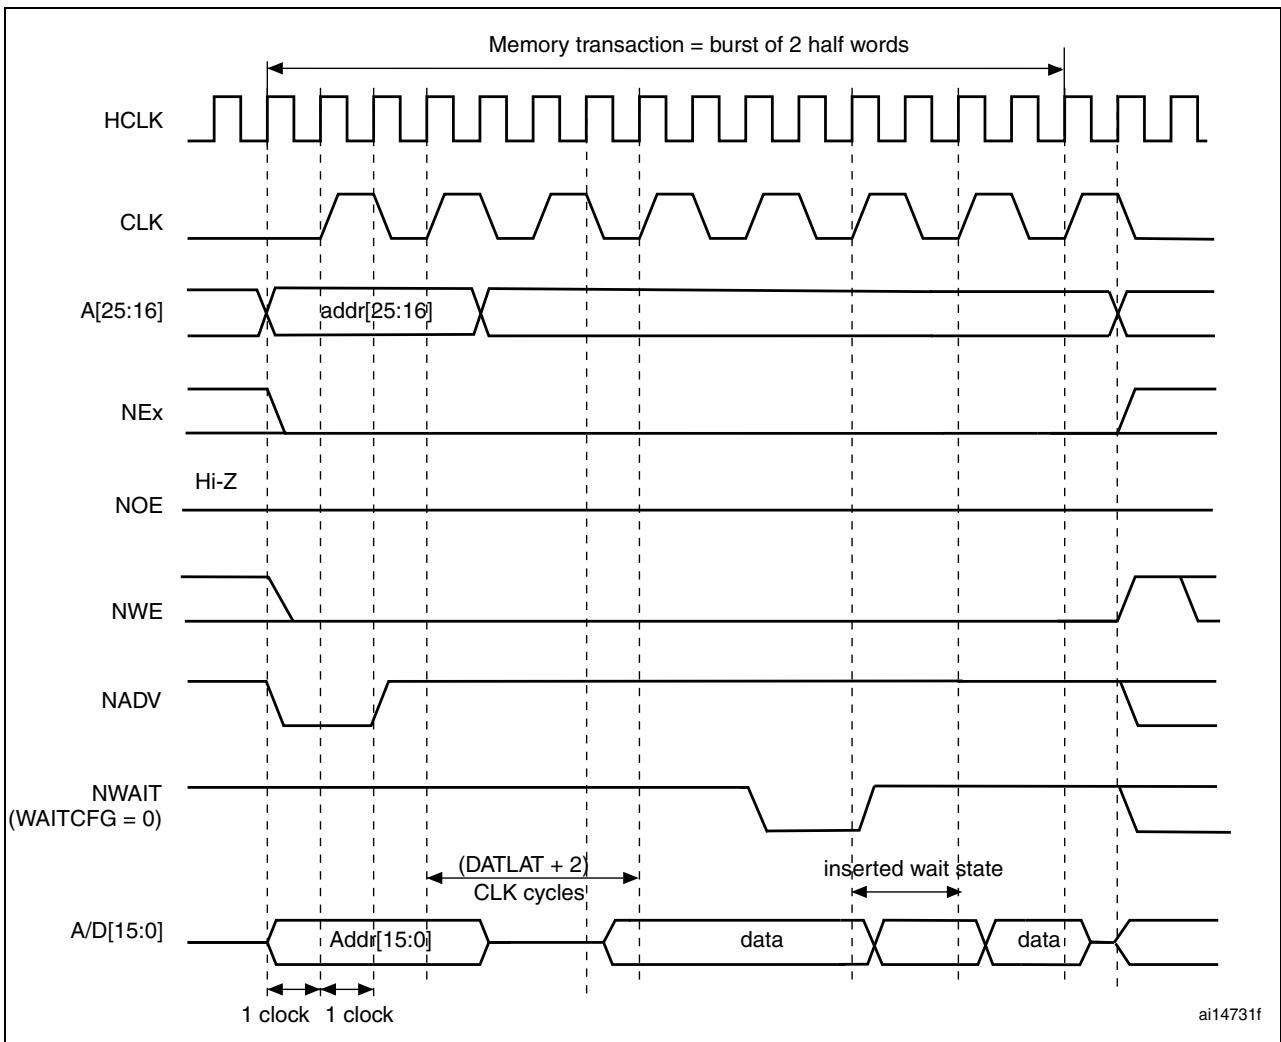 Memory transaction = burst of 2 half words
HCLK
CLK
A[25:16]
addr[25:16]
NEx
Hi-Z
NOE
NWE
NADV
NWAIT
(WAITCFG = 0)
(DATLAT + 2)
CLK cycles
inserted wait state
A/D[15:0]
Addr[15:0]
data
data
1 clock 1 clock
ai14731f